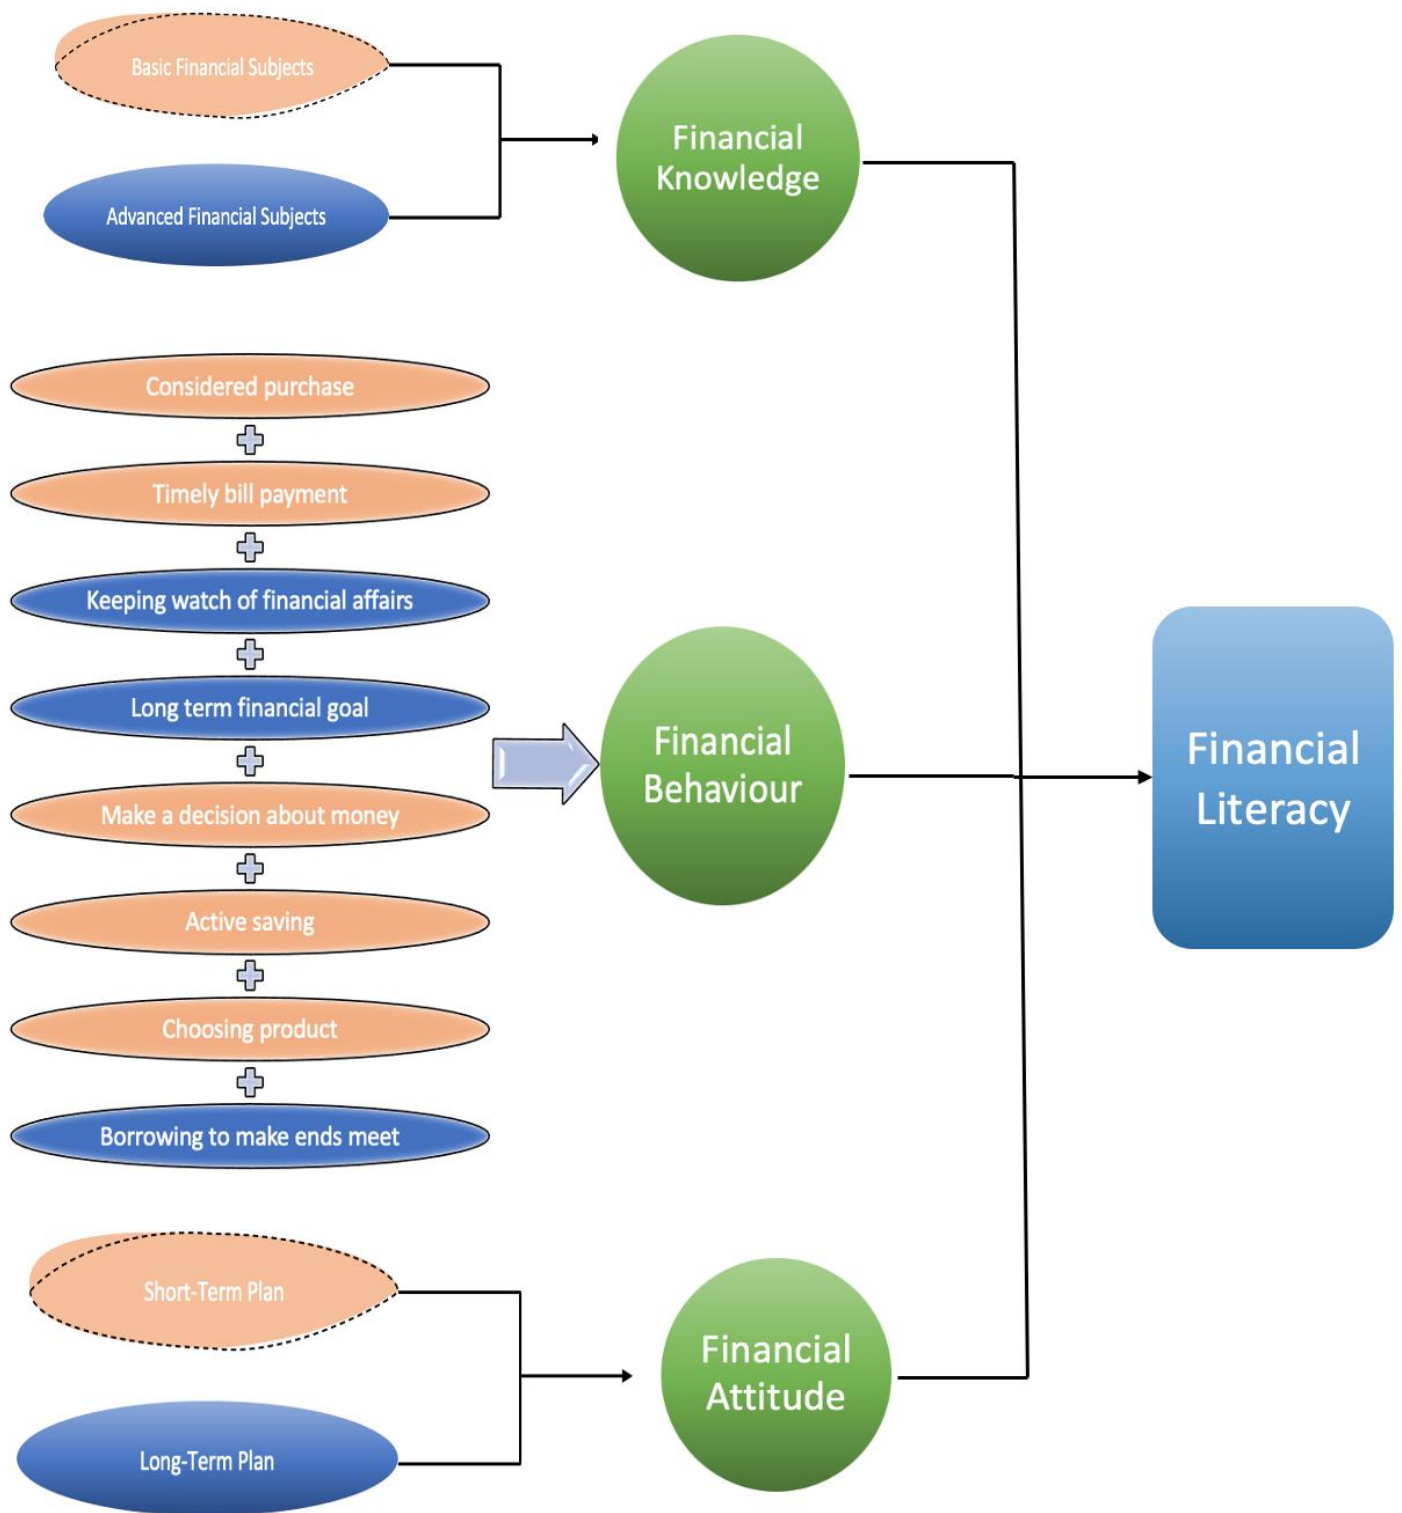 Basic Financial Subjects
Advanced Financial Subjects
Financial
Knowledge
Considered purchase
Timely bill payment
Keeping watch of financial affairs
Long term financial goal
Make a decision about money
Active saving
Choosing product
Borrowing to make ends meet
Financial
Behaviour
Short-Term Plan
Long-Term Plan
Financial
Attitude
Financial
Literacy